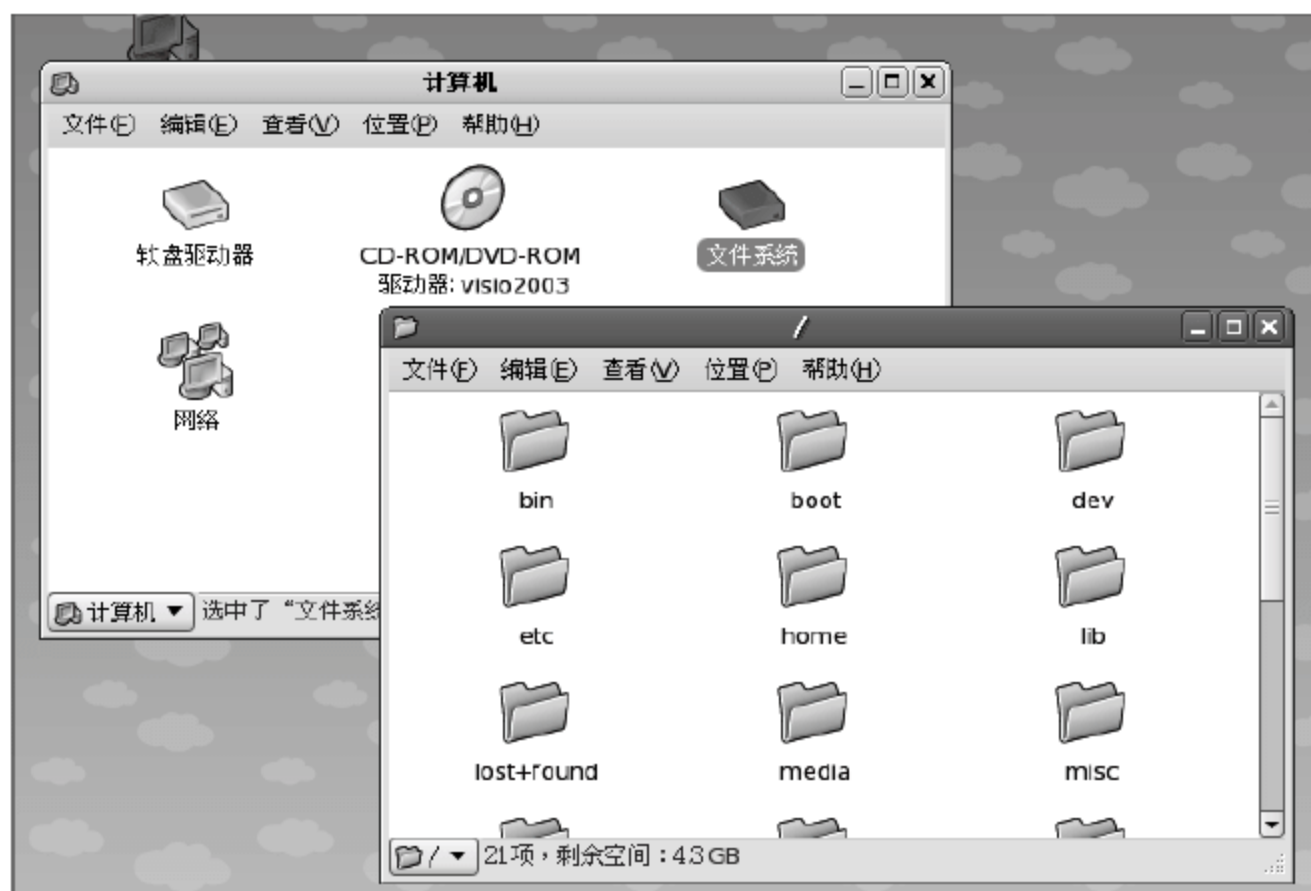 计算机
文件(F) 编辑(E) 查看(V) 位置(P) 帮助(H)
软盘驱动器
CD-ROM/DVD-ROM
驱动器: visio2003
文件系统
网络
计算机 选中了“文件系统
/
文件(F) 编辑(E) 查看(V) 位置(P) 帮助(H)
bin boot dev
etc home lib
lost+found media misc
/ 21项，剩余空间：4.3 GB